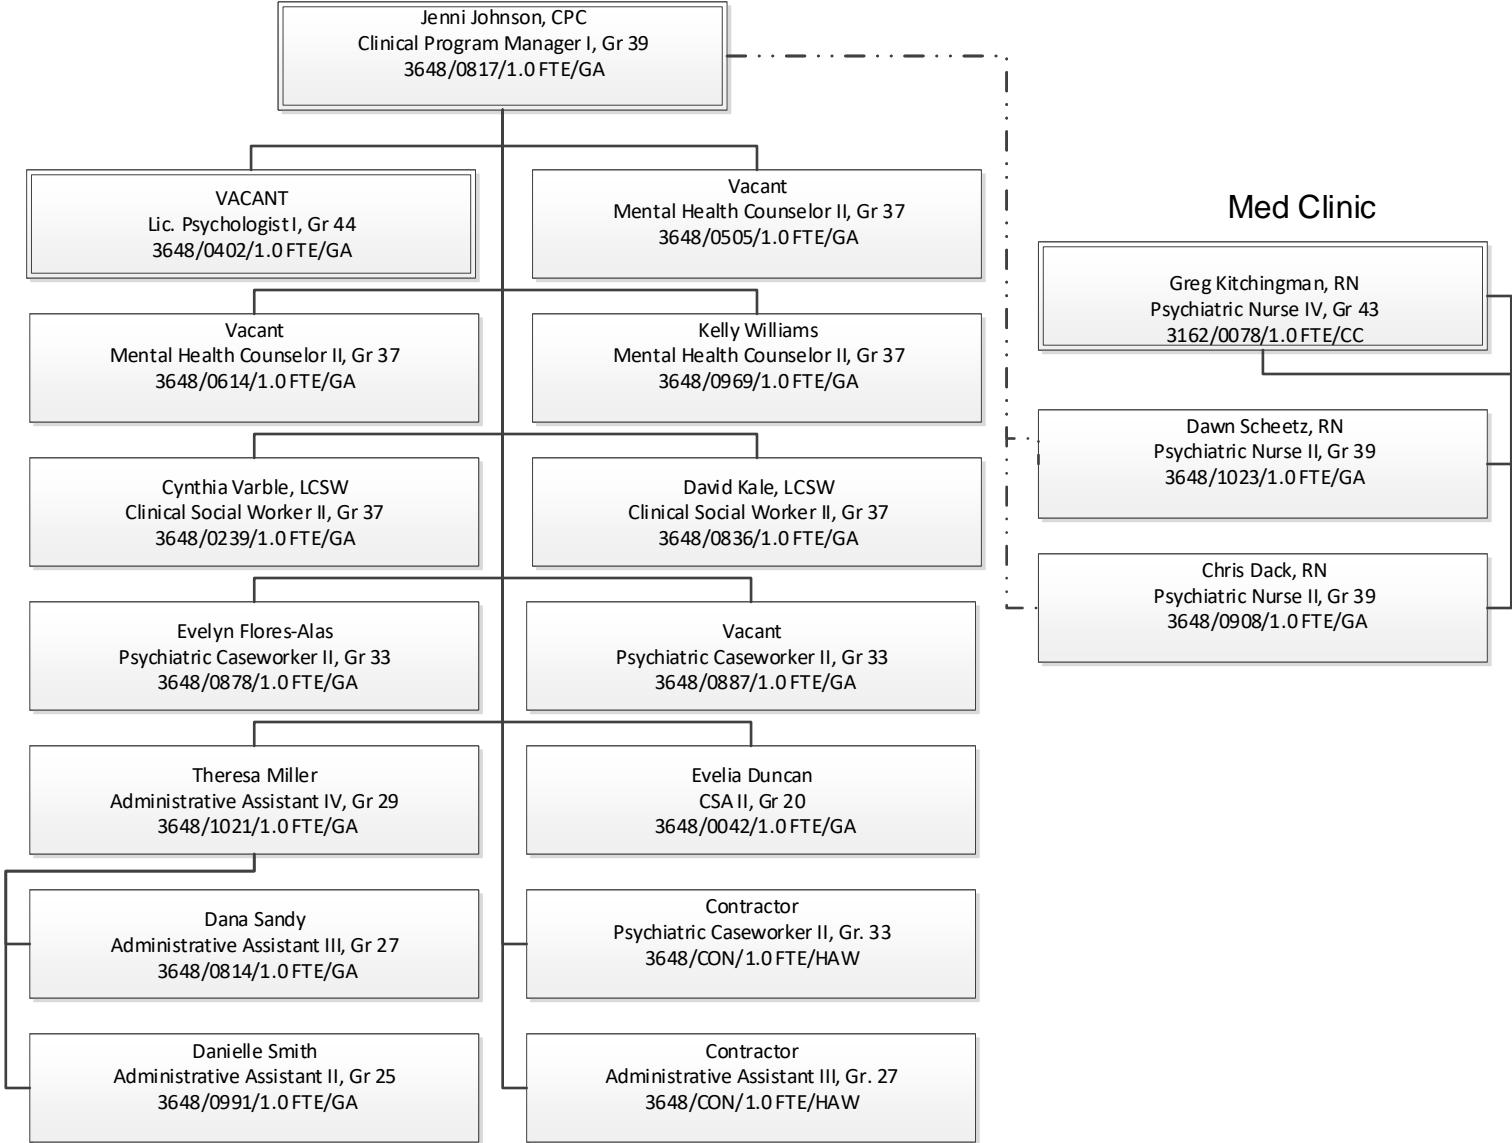 Jenni Johnson, CPC
Clinical Program Manager I, Gr 39
3648/0817/1.0 FTE/GA
VACANT
Lic. Psychologist I, Gr 44
3648/0402/1.0 FTE/GA
Vacant
Mental Health Counselor II, Gr 37
3648/0505/1.0 FTE/GA
Vacant
Mental Health Counselor II, Gr 37
3648/0614/1.0 FTE/GA
Kelly Williams
Mental Health Counselor II, Gr 37
3648/0969/1.0 FTE/GA
Cynthia Varble, LCSW
Clinical Social Worker II, Gr 37
3648/0239/1.0 FTE/GA
David Kale, LCSW
Clinical Social Worker II, Gr 37
3648/0836/1.0 FTE/GA
Evelyn Flores-Alas
Psychiatric Caseworker II, Gr 33
3648/0878/1.0 FTE/GA
Vacant
Psychiatric Caseworker II, Gr 33
3648/0887/1.0 FTE/GA
Theresa Miller
Administrative Assistant IV, Gr 29
3648/1021/1.0 FTE/GA
Evelia Duncan
CSA II, Gr 20
3648/0042/1.0 FTE/GA
Dana Sandy
Administrative Assistant III, Gr 27
3648/0814/1.0 FTE/GA
Contractor
Psychiatric Caseworker II, Gr. 33
3648/CON/1.0 FTE/HAW
Danielle Smith
Administrative Assistant II, Gr 25
3648/0991/1.0 FTE/GA
Contractor
Administrative Assistant III, Gr. 27
3648/CON/1.0 FTE/HAW
Med Clinic
Greg Kitchingman, RN
Psychiatric Nurse IV, Gr 43
3162/0078/1.0 FTE/CC
Dawn Scheetz, RN
Psychiatric Nurse II, Gr 39
3648/1023/1.0 FTE/GA
Chris Dack, RN
Psychiatric Nurse II, Gr 39
3648/0908/1.0 FTE/GA